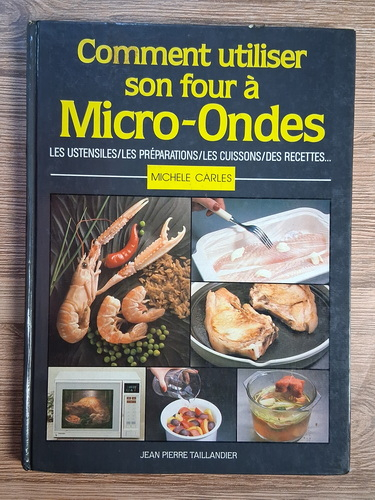 Comment utiliser
son four à
Micro-Ondes
LES USTENSILES/LES PRÉPARATIONS/LES CUISSONS/DES RECETTES...
MICHELE CARLES
JEAN PIERRE TAILLANDIER